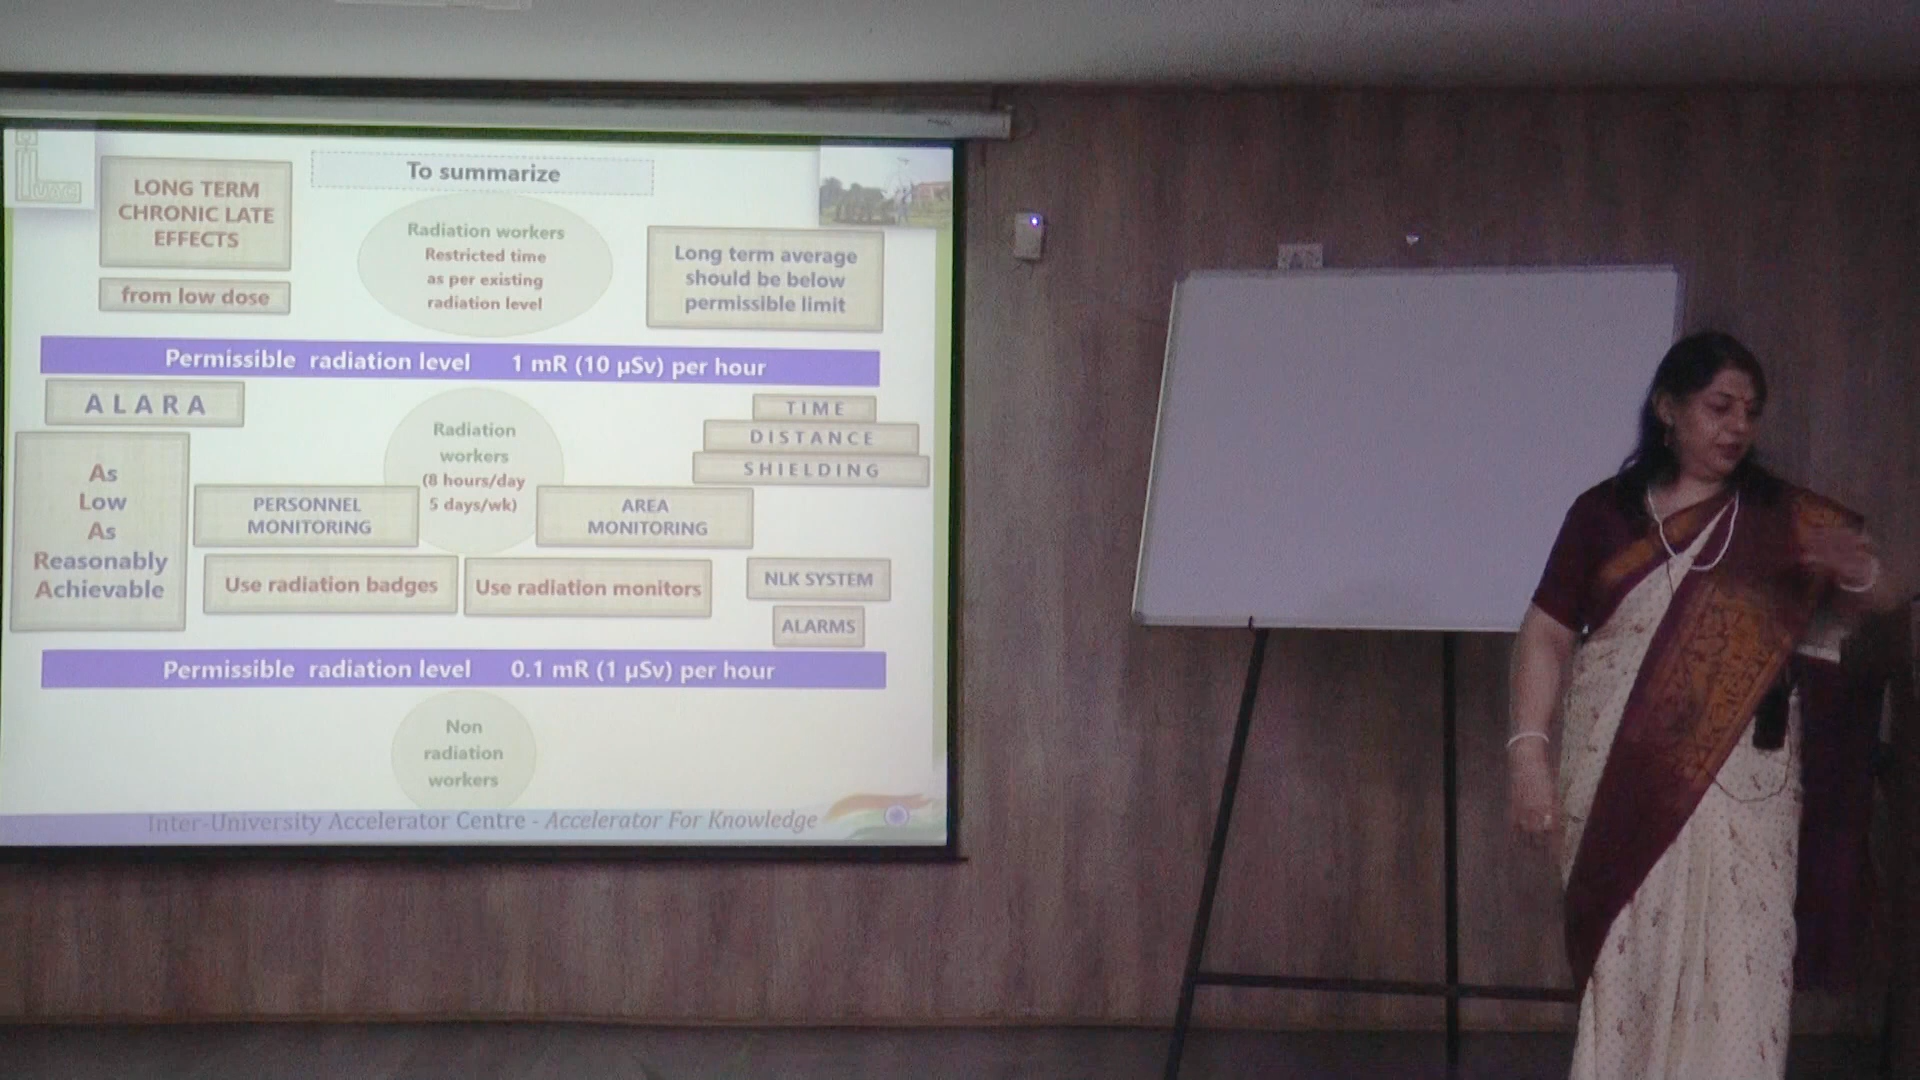 IUAC
To summarize
LONG TERM
CHRONIC LATE
EFFECTS
from low dose
Radiation workers
Restricted time
as per existing
radiation level
Long term average
should be below
permissible limit
Permissible radiation level 1 mR (10 µSv) per hour
A L A R A
As
Low
As
Reasonably
Achievable
Radiation
workers
(8 hours/day
5 days/wk)
TIME
DISTANCE
SHIELDING
PERSONNEL
MONITORING
AREA
MONITORING
Use radiation badges
Use radiation monitors
NLK SYSTEM
ALARMS
Permissible radiation level 0.1 mR (1 µSv) per hour
Non
radiation
workers
Inter-University Accelerator Centre - Accelerator For Knowledge